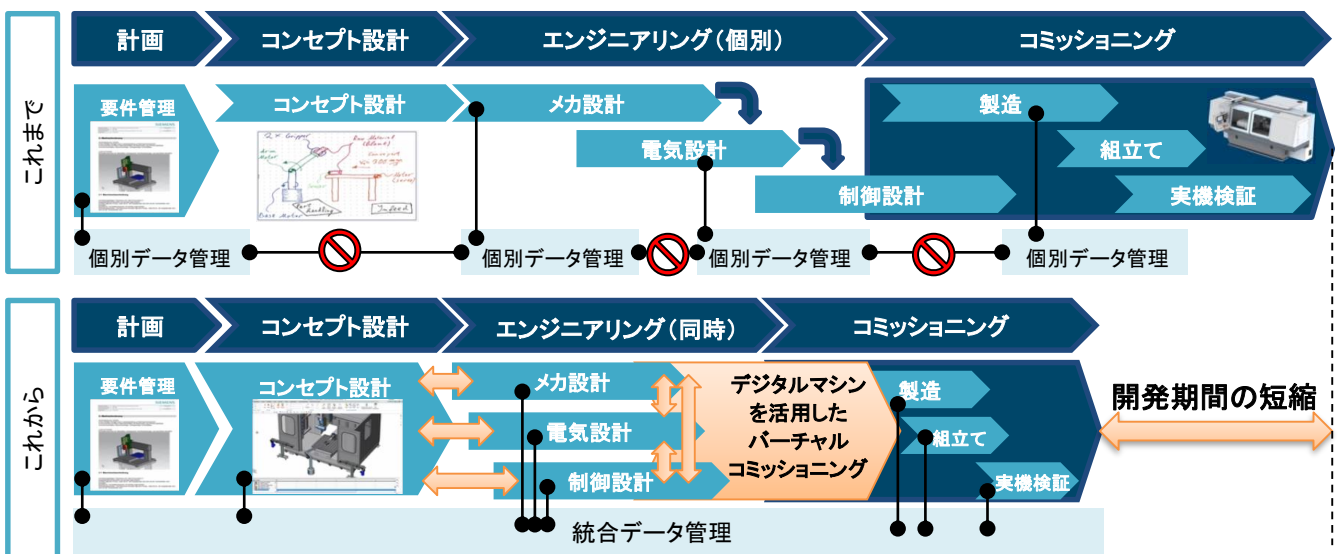 これまで
計画
コンセプト設計
エンジニアリング（個別）
コミッショニング
要件管理
コンセプト設計
メカ設計
製造
電気設計
組立て
制御設計
実機検証
2x Gripper
個別データ管理
個別データ管理
個別データ管理
個別データ管理
これから
計画
コンセプト設計
エンジニアリング（同時）
コミッショニング
要件管理
コンセプト設計
メカ設計
電気設計
制御設計
デジタルマシン
を活用した
バーチャル
コミッショニング
製造
組立て
実機検証
開発期間の短縮
統合データ管理